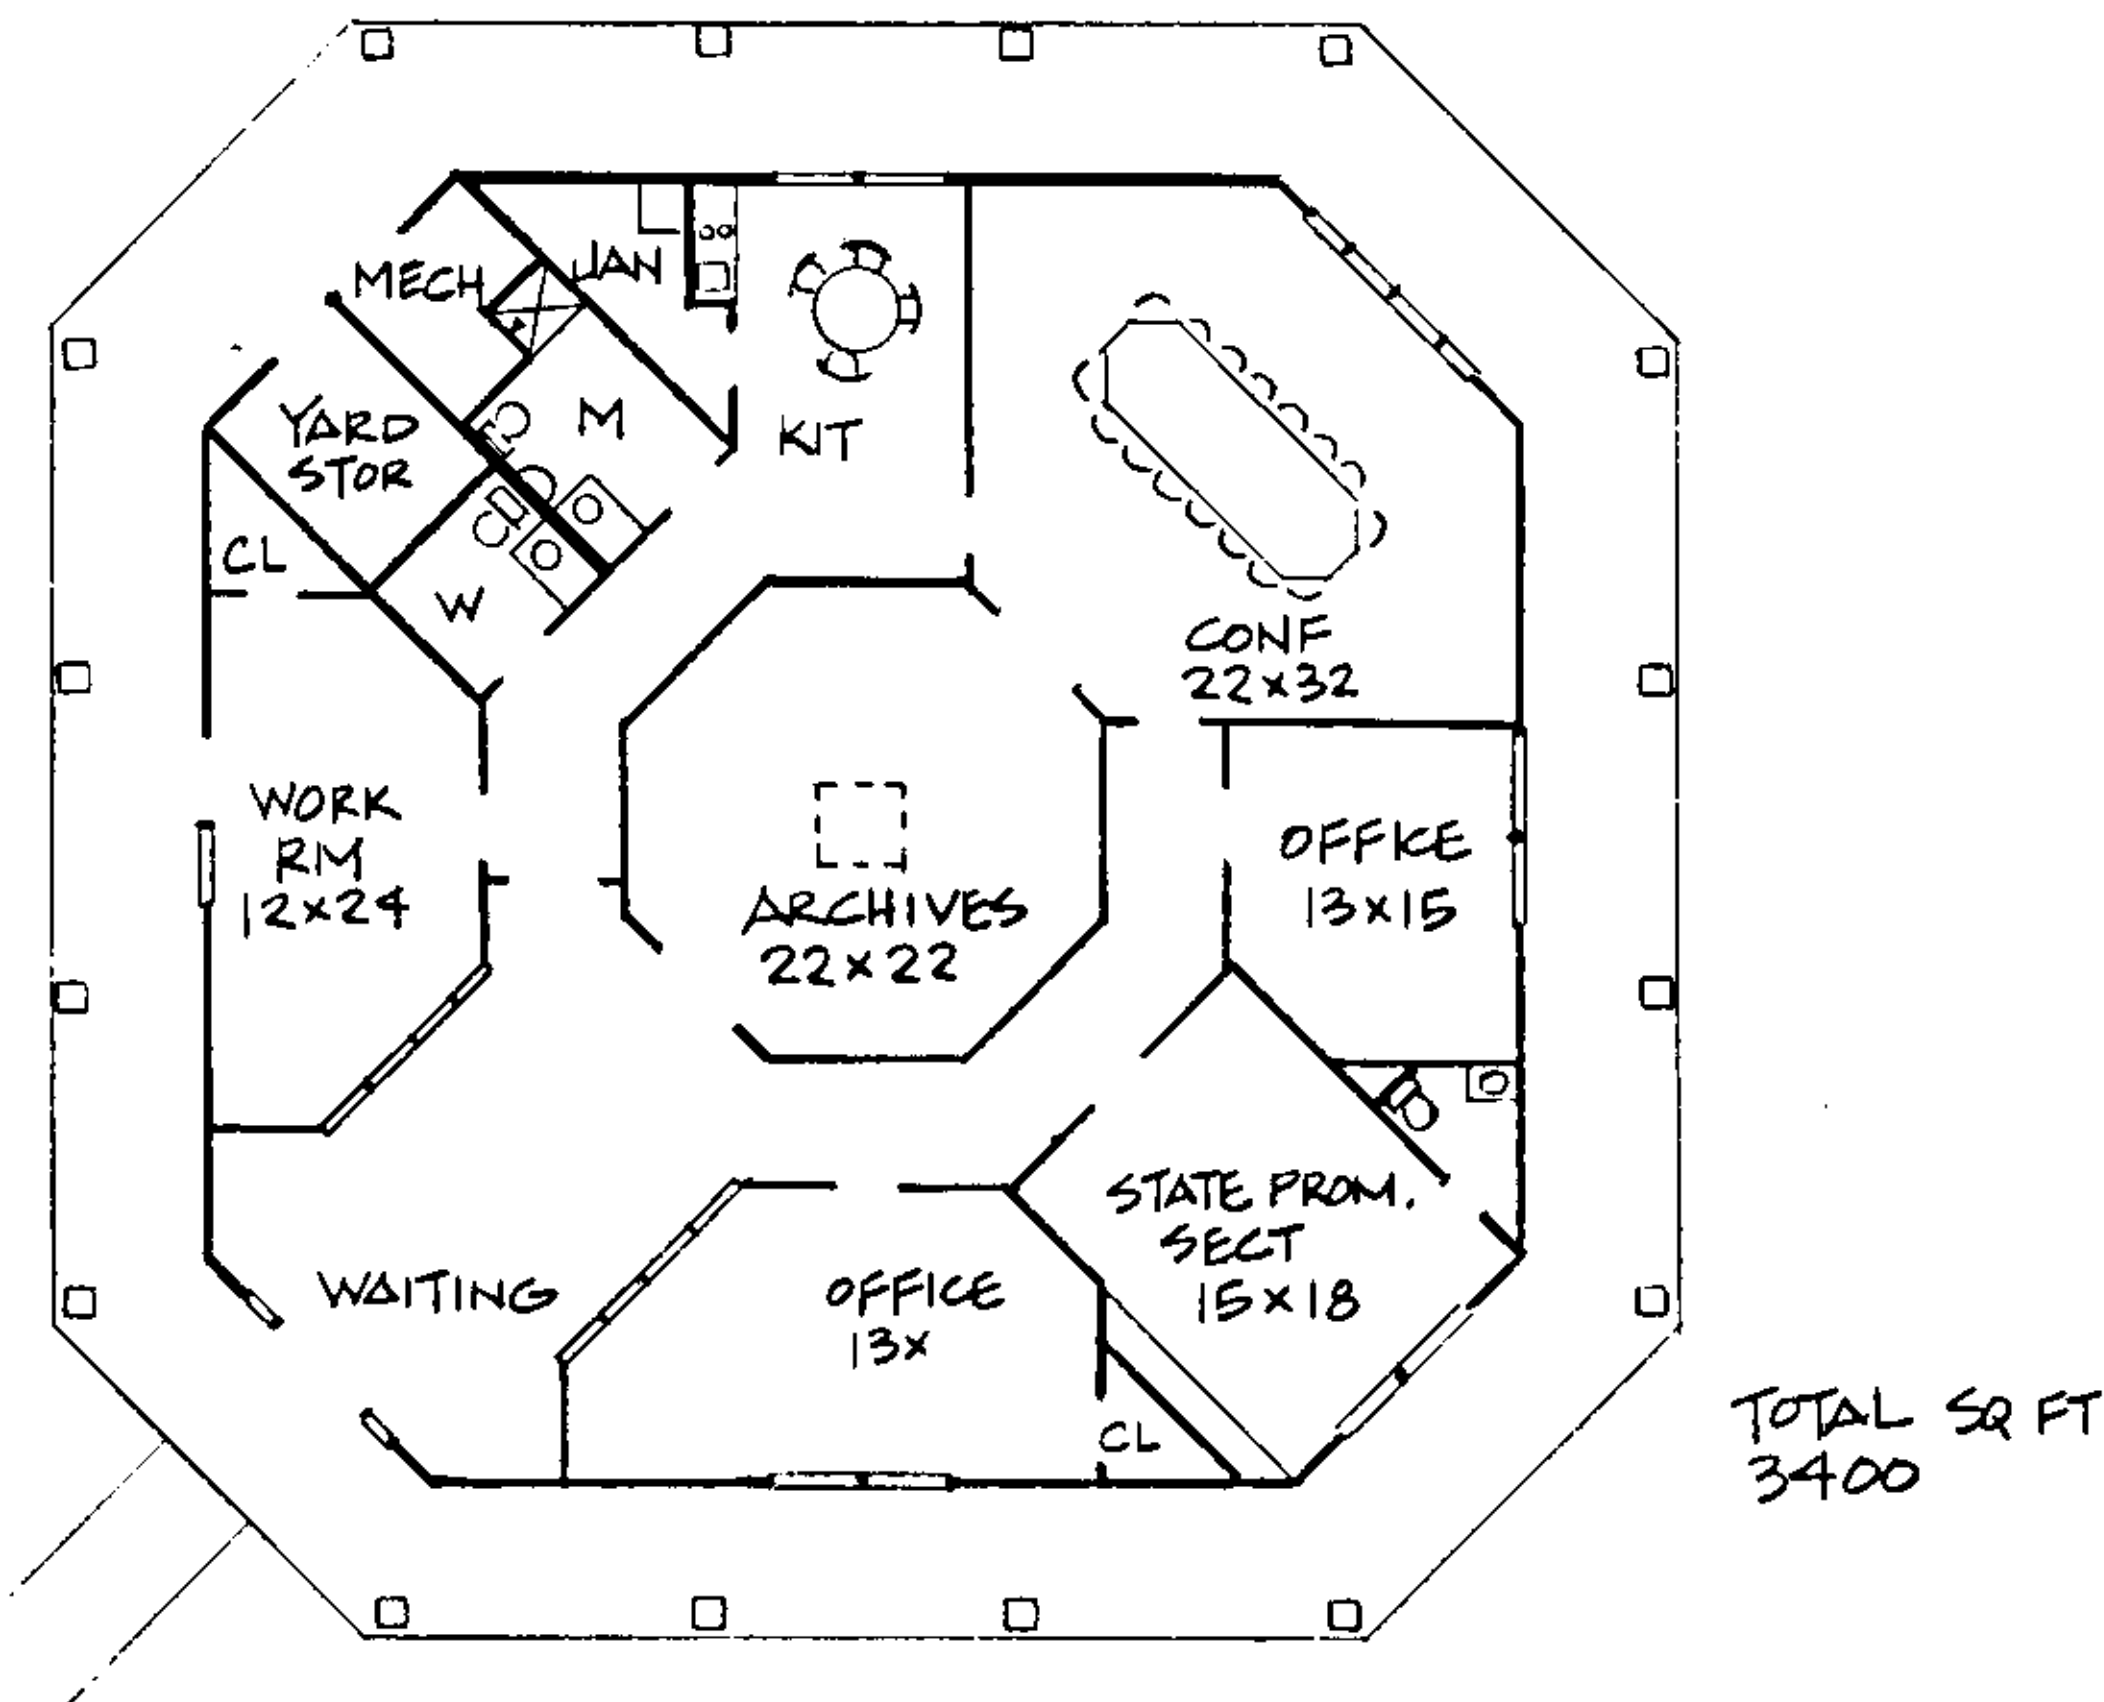 MECH
JAN
YARD
STOR
M
KIT
CL
W
CONF
22x32
WORK
RM
12x24
ARCHIVES
22x22
OFFICE
13x15
STATE PROM.
SECT
15x18
WAITING
OFFICE
13x
CL
TOTAL SQ FT
3400